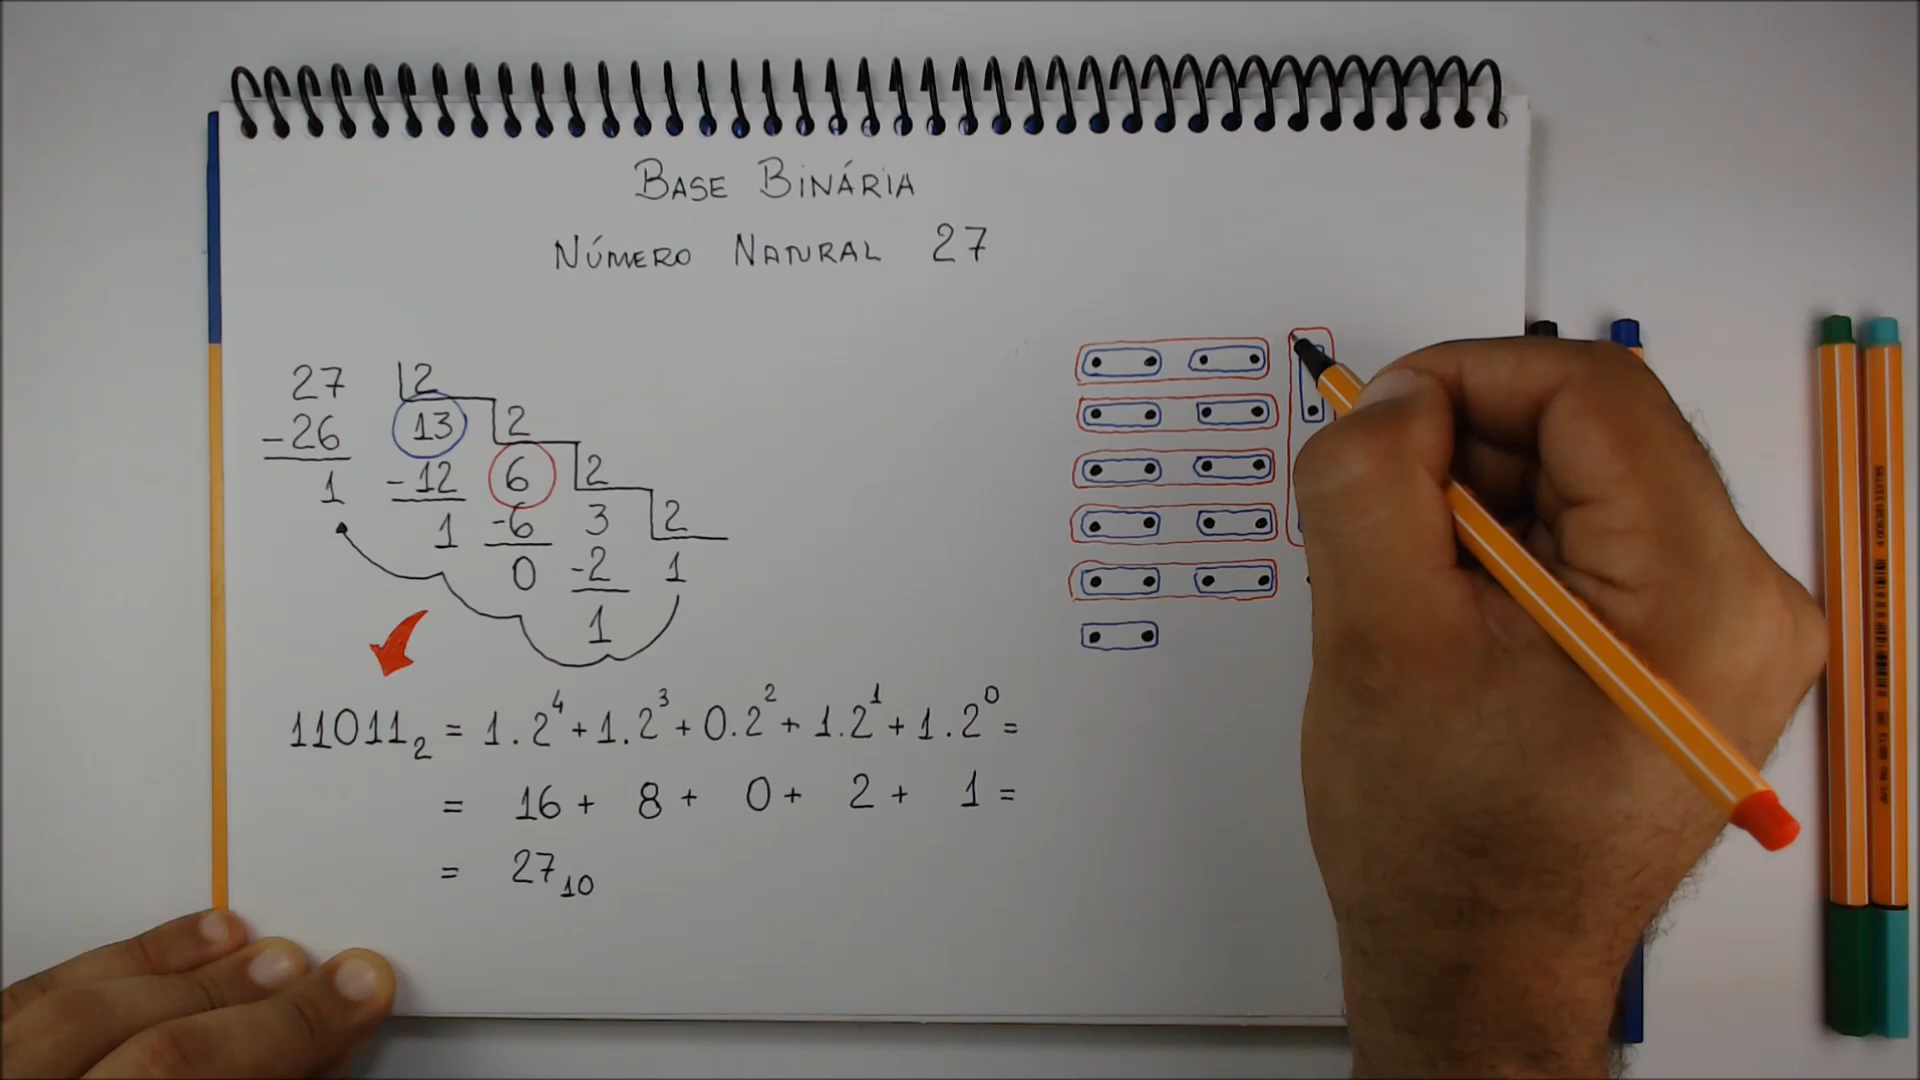 BASE BINÁRIA
NÚMERO NATURAL 27
27 2
-26 13 2
1 -12 6 2
1 -6 3 2
0 -2 1
1
11011₂ = 1.2⁴ + 1.2³ + 0.2² + 1.2¹ + 1.2⁰ =
= 16 + 8 + 0 + 2 + 1 =
= 27₁₀